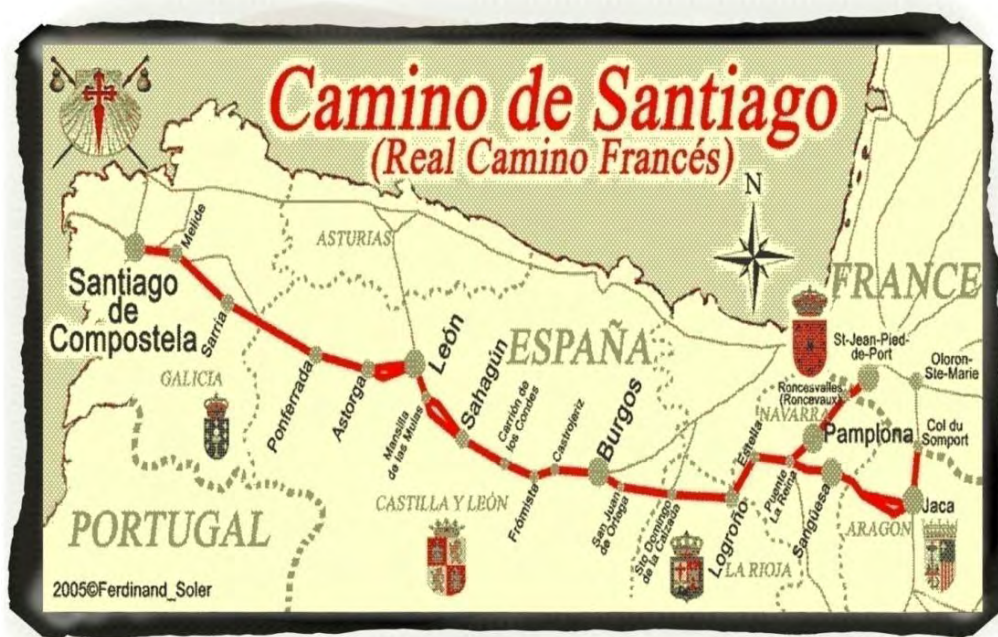 Camino de Santiago
(Real Camino Francés)
N
FRANCE
ASTURIAS
ESPAÑA
Santiago
de
Compostela
Melide
Sarria
GALICIA
Ponferrada
Astorga
León
Mansilla
de las Mulas
Sahagún
Carrión de
los Condes
Frómista
Castrojeriz
Burgos
San Juan
de Ortega
Sto Domingo
de la Calzada
Logroño
Estella
Puente
La Reina
Sangüesa
Pamplona
NAVARRA
Roncesvalles
(Roncevaux)
St-Jean-Pied-
de-Port
Oloron-
Ste-Marie
Col du
Somport
Jaca
ARAGON
LA RIOJA
CASTILLA Y LEÓN
PORTUGAL
2005©Ferdinand_Soler